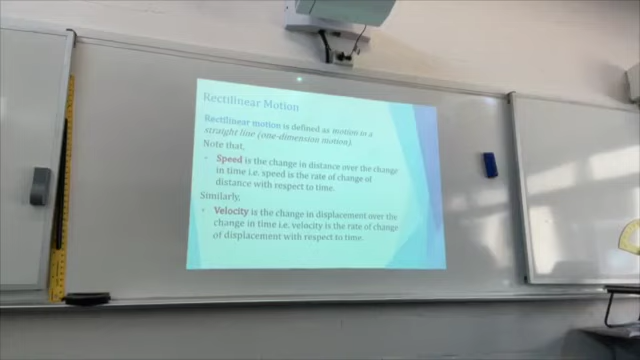 Rectilinear Motion
Rectilinear motion is defined as motion in a
straight line (one-dimension motion).
Note that,
- Speed is the change in distance over the change
in time i.e. speed is the rate of change of
distance with respect to time.
Similarly,
- Velocity is the change in displacement over the
change in time i.e. velocity is the rate of change
of displacement with respect to time.